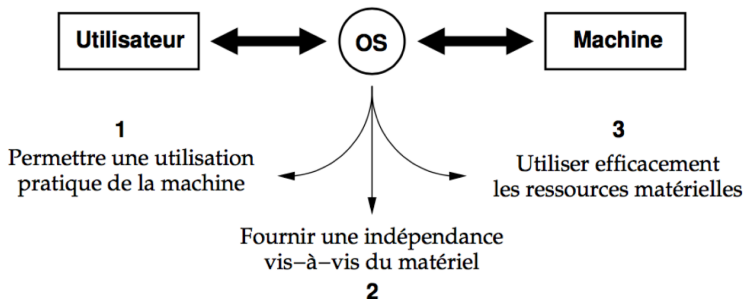 Utilisateur
OS
Machine
1
Permettre une utilisation
pratique de la machine
3
Utiliser efficacement
les ressources matérielles
Fournir une indépendance
vis–à–vis du matériel
2